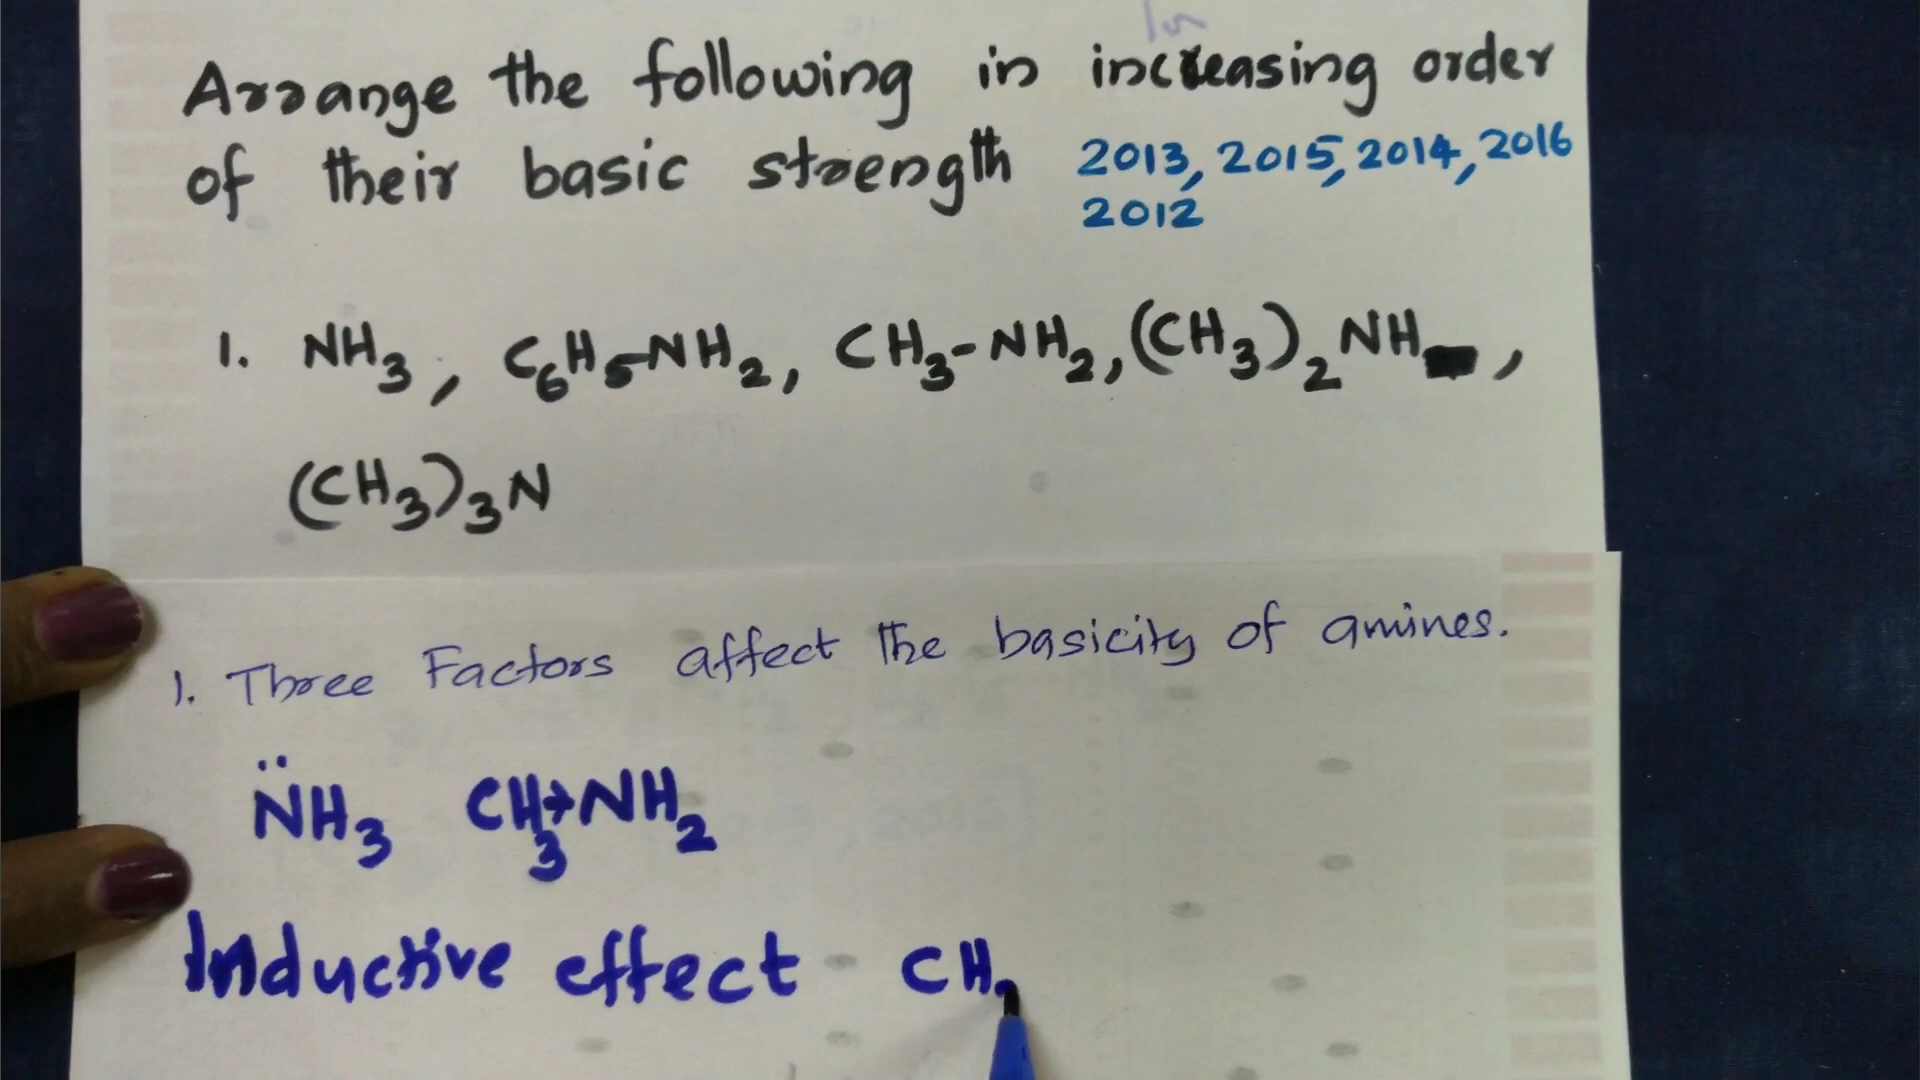 Arrange the following in increasing order
of their basic strength 2013, 2015, 2014, 2016
2012
1. NH3, C6H5-NH2, CH3-NH2, (CH3)2NH ,
(CH3)3N
1. Three Factors affect the basicity of amines.
N̈H3 CH3→NH2
Inductive effect CH